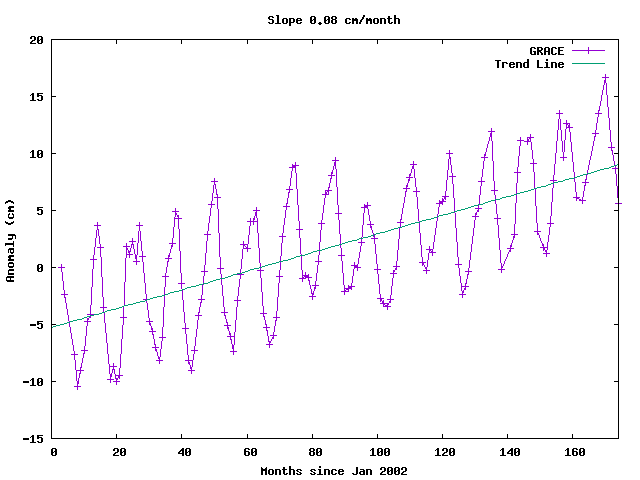 Slope 0.08 cm/month
GRACE
Trend Line
20
15
10
5
0
-5
-10
-15
Anomaly (cm)
0 20 40 60 80 100 120 140 160
Months since Jan 2002